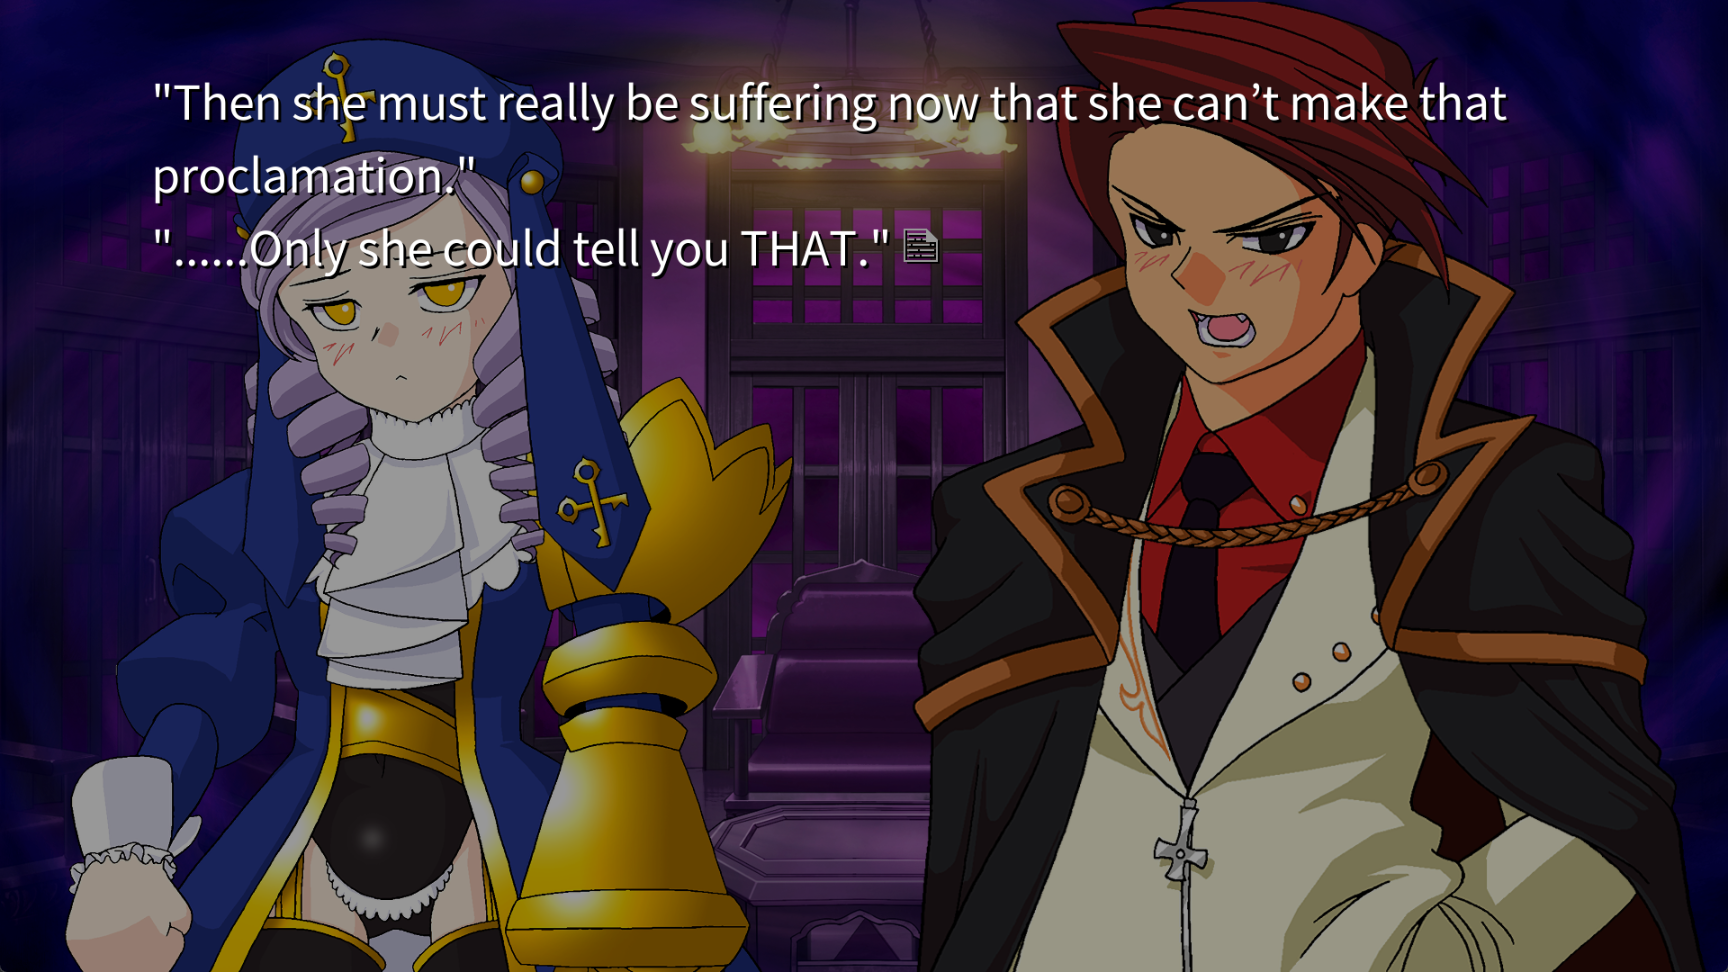 "Then she must really be suffering now that she can’t make that
proclamation."
"......Only she could tell you THAT."